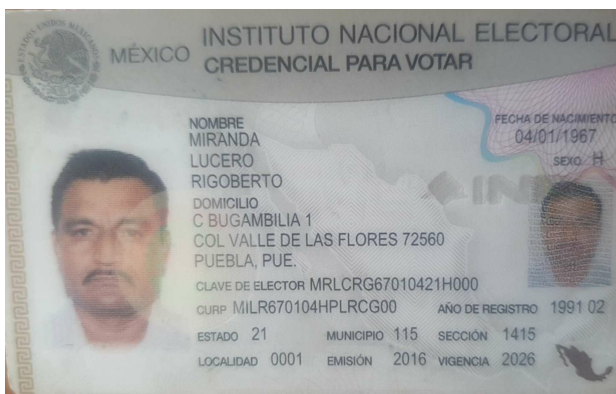 MÉXICO INSTITUTO NACIONAL ELECTORAL
CREDENCIAL PARA VOTAR
NOMBRE
MIRANDA
LUCERO
RIGOBERTO
FECHA DE NACIMIENTO
04/01/1967
SEXO H
DOMICILIO
C BUGAMBILIA 1
COL VALLE DE LAS FLORES 72560
PUEBLA, PUE.
INE
CLAVE DE ELECTOR MRLCRG67010421H000
CURP MILR670104HPLRCG00 AÑO DE REGISTRO 1991 02
ESTADO 21 MUNICIPIO 115 SECCIÓN 1415
LOCALIDAD 0001 EMISIÓN 2016 VIGENCIA 2026